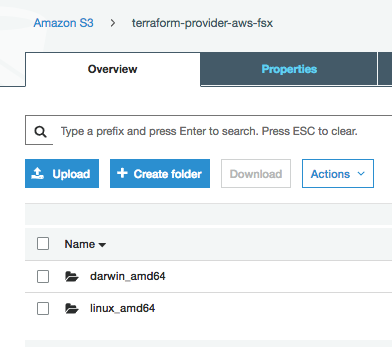 Amazon S3 > terraform-provider-aws-fsx
Overview Properties
Type a prefix and press Enter to search. Press ESC to clear.
Upload + Create folder Download Actions
Name
darwin_amd64
linux_amd64